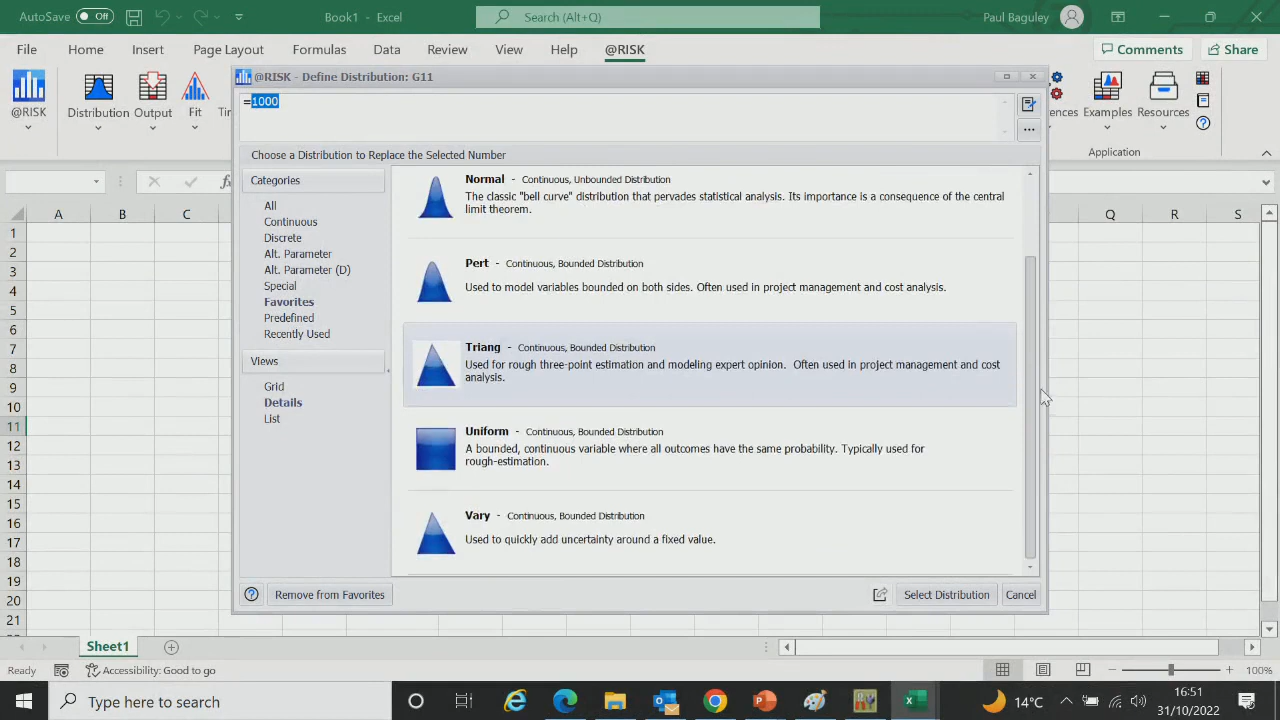 AutoSave Off
Book1 - Excel
Search (Alt+Q)
Paul Baguley
File Home Insert Page Layout Formulas Data Review View Help @RISK
Comments Share
@RISK Distribution Output Fit Examples Resources
Application
@RISK - Define Distribution: G11
=1000
Choose a Distribution to Replace the Selected Number
Categories
All
Continuous
Discrete
Alt. Parameter
Alt. Parameter (D)
Special
Favorites
Predefined
Recently Used
Views
Grid
Details
List
Normal - Continuous, Unbounded Distribution
The classic "bell curve" distribution that pervades statistical analysis. Its importance is a consequence of the central
limit theorem.
Pert - Continuous, Bounded Distribution
Used to model variables bounded on both sides. Often used in project management and cost analysis.
Triang - Continuous, Bounded Distribution
Used for rough three-point estimation and modeling expert opinion. Often used in project management and cost
analysis.
Uniform - Continuous, Bounded Distribution
A bounded, continuous variable where all outcomes have the same probability. Typically used for
rough-estimation.
Vary - Continuous, Bounded Distribution
Used to quickly add uncertainty around a fixed value.
Remove from Favorites
Select Distribution
Cancel
A B C Q R S
1
2
3
4
5
6
7
8
9
10
11
12
13
14
15
16
17
18
19
20
21
Sheet1
Ready
Accessibility: Good to go
100%
Type here to search
14°C
16:51
31/10/2022